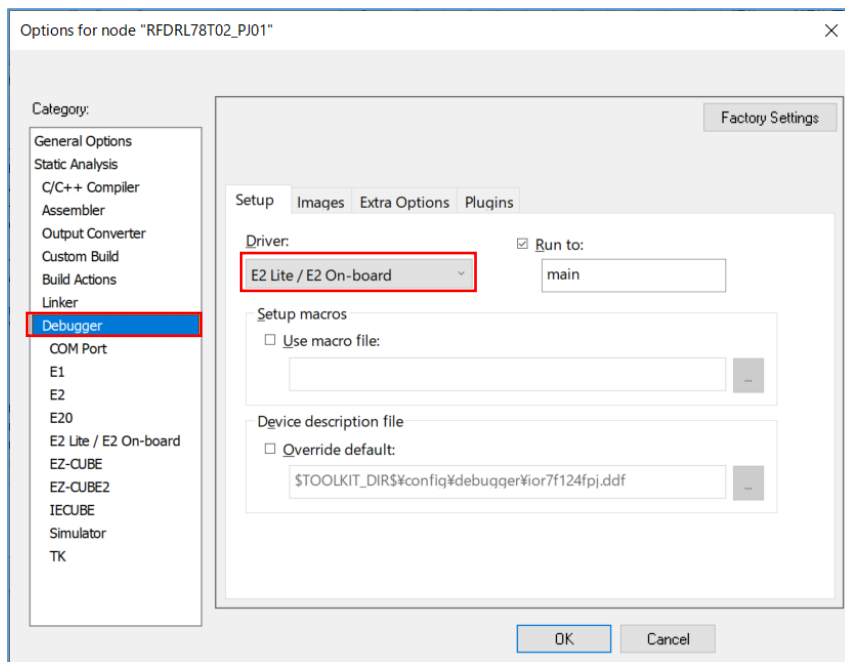 Options for node "RFDRL78T02_PJ01"
Category:
General Options
Static Analysis
C/C++ Compiler
Assembler
Output Converter
Custom Build
Build Actions
Linker
Debugger
COM Port
E1
E2
E20
E2 Lite / E2 On-board
EZ-CUBE
EZ-CUBE2
IECUBE
Simulator
TK
Factory Settings
Setup Images Extra Options Plugins
Driver:
E2 Lite / E2 On-board
Run to:
main
Setup macros
Use macro file:
...
Device description file
Override default:
$TOOLKIT_DIR$¥config¥debugger¥ior7f124fpj.ddf
...
OK Cancel